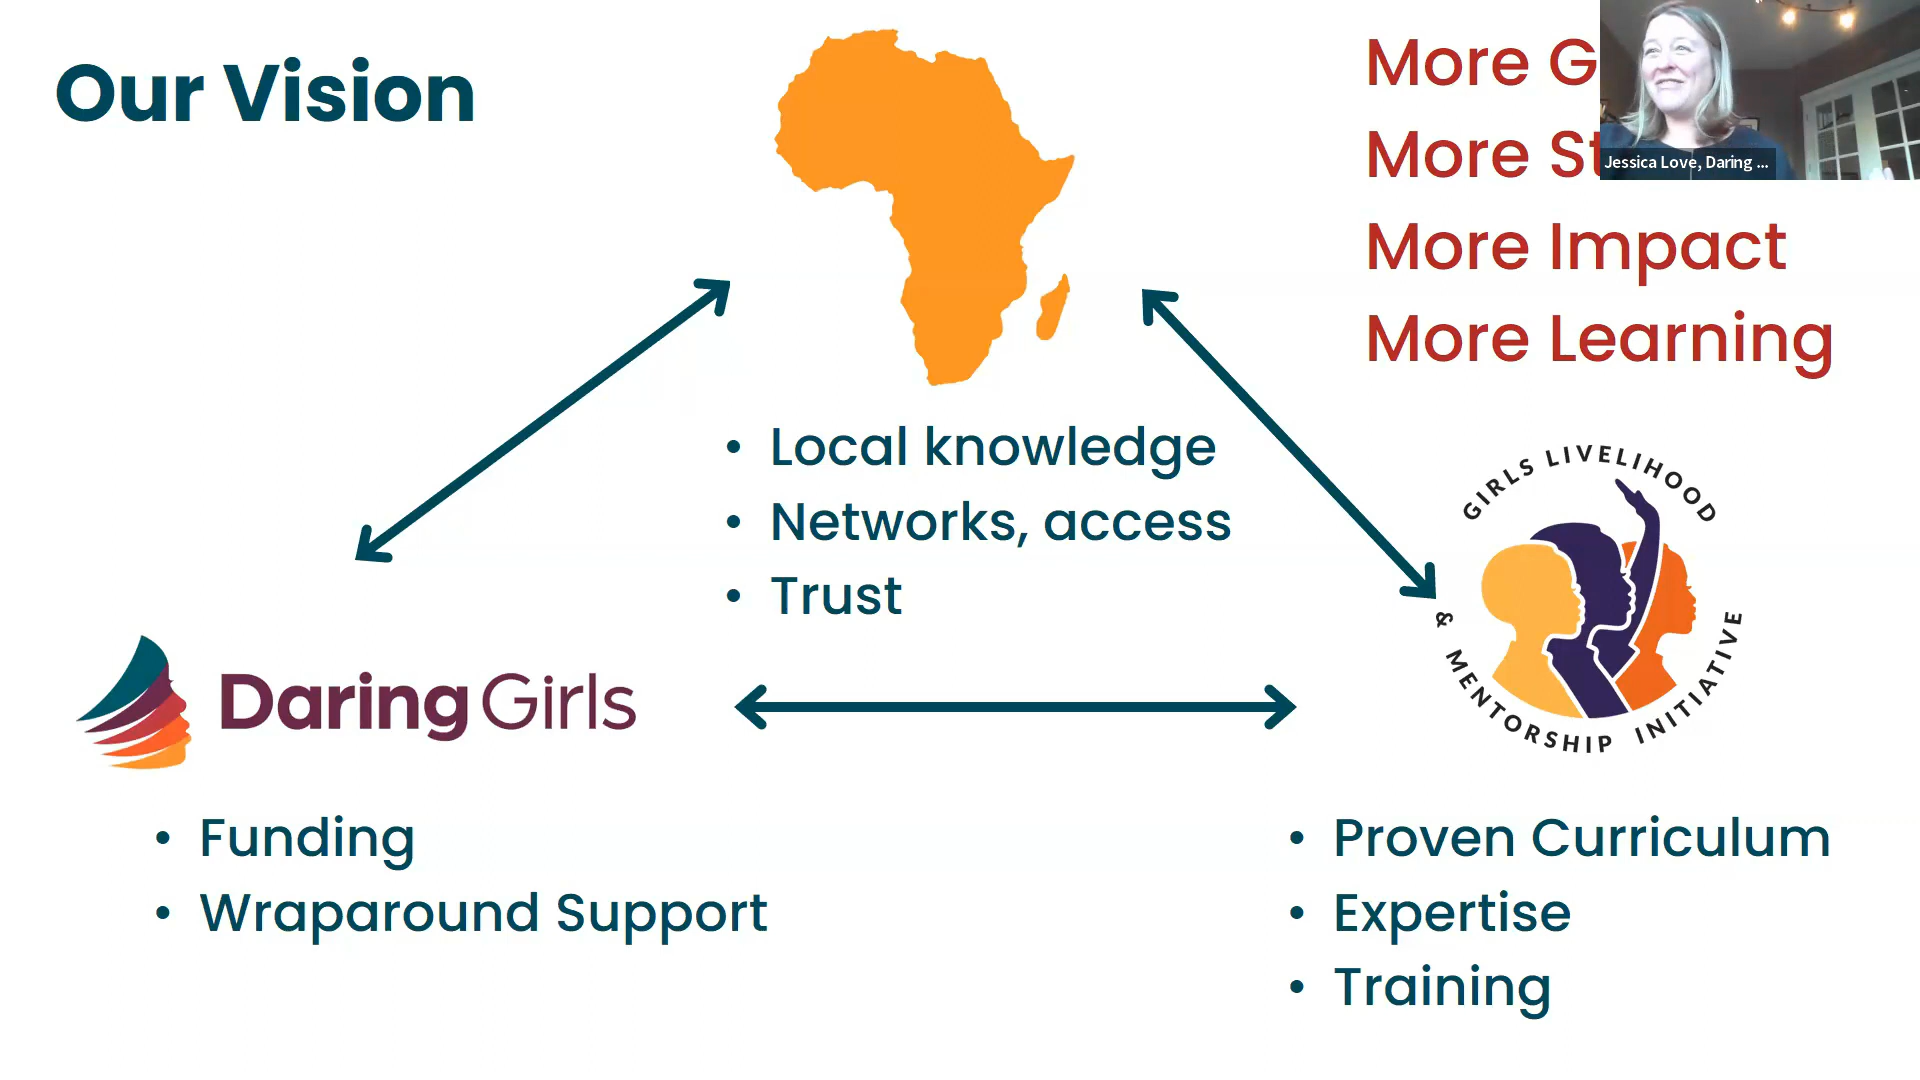 Our Vision
More G
More St
Jessica Love, Daring ...
More Impact
More Learning
• Local knowledge
• Networks, access
• Trust
GIRLS LIVELIHOOD
& MENTORSHIP INITIATIVE
Daring Girls
• Funding
• Wraparound Support
• Proven Curriculum
• Expertise
• Training